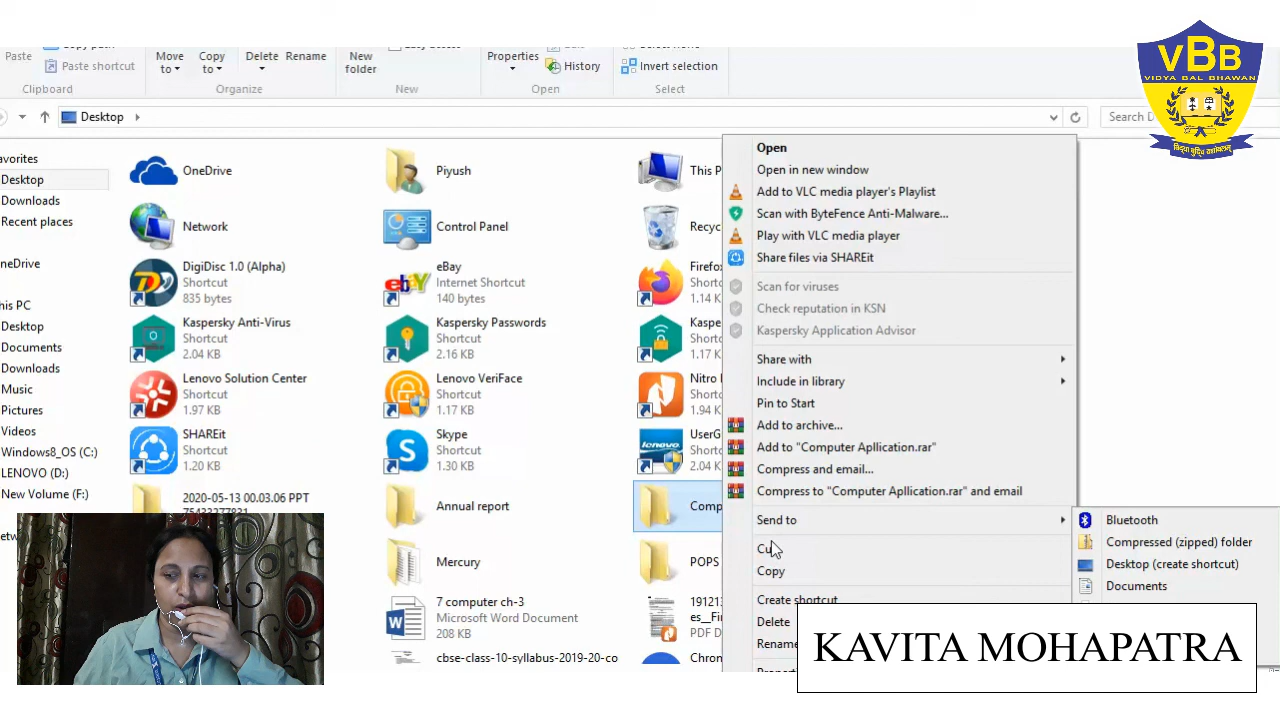 Paste
Copy path
Paste shortcut
Clipboard
Move
to
Copy
to
Delete
Rename
Organize
New
folder
New
Properties
History
Open
Invert selection
Select
Desktop
Search D
VBB
VIDYA BAL BHAWAN
avorites
Desktop
Downloads
Recent places
neDrive
his PC
Desktop
Documents
Downloads
Music
Pictures
Videos
Windows8_OS (C:)
LENOVO (D:)
New Volume (F:)
OneDrive
Piyush
This P
Network
Control Panel
Recyc
DigiDisc 1.0 (Alpha)
Shortcut
835 bytes
eBay
Internet Shortcut
140 bytes
Firefo
Shortc
1.14 K
Kaspersky Anti-Virus
Shortcut
2.04 KB
Kaspersky Passwords
Shortcut
2.16 KB
Kaspe
Shortc
1.17 K
Lenovo Solution Center
Shortcut
1.97 KB
Lenovo VeriFace
Shortcut
1.17 KB
Nitro
Shortc
1.94 K
SHAREit
Shortcut
1.20 KB
Skype
Shortcut
1.30 KB
UserG
Shortc
2.04 K
2020-05-13 00.03.06 PPT
75433277831
Annual report
Comp
Mercury
POPS
7 computer ch-3
Microsoft Word Document
208 KB
19121
es__Fi
PDF D
cbse-class-10-syllabus-2019-20-co
Chron
Open
Open in new window
Add to VLC media player's Playlist
Scan with ByteFence Anti-Malware...
Play with VLC media player
Share files via SHAREit
Scan for viruses
Check reputation in KSN
Kaspersky Application Advisor
Share with
Include in library
Pin to Start
Add to archive...
Add to "Computer Apllication.rar"
Compress and email...
Compress to "Computer Apllication.rar" and email
Send to
Cut
Copy
Create shortcut
Delete
Rename
Bluetooth
Compressed (zipped) folder
Desktop (create shortcut)
Documents
KAVITA MOHAPATRA